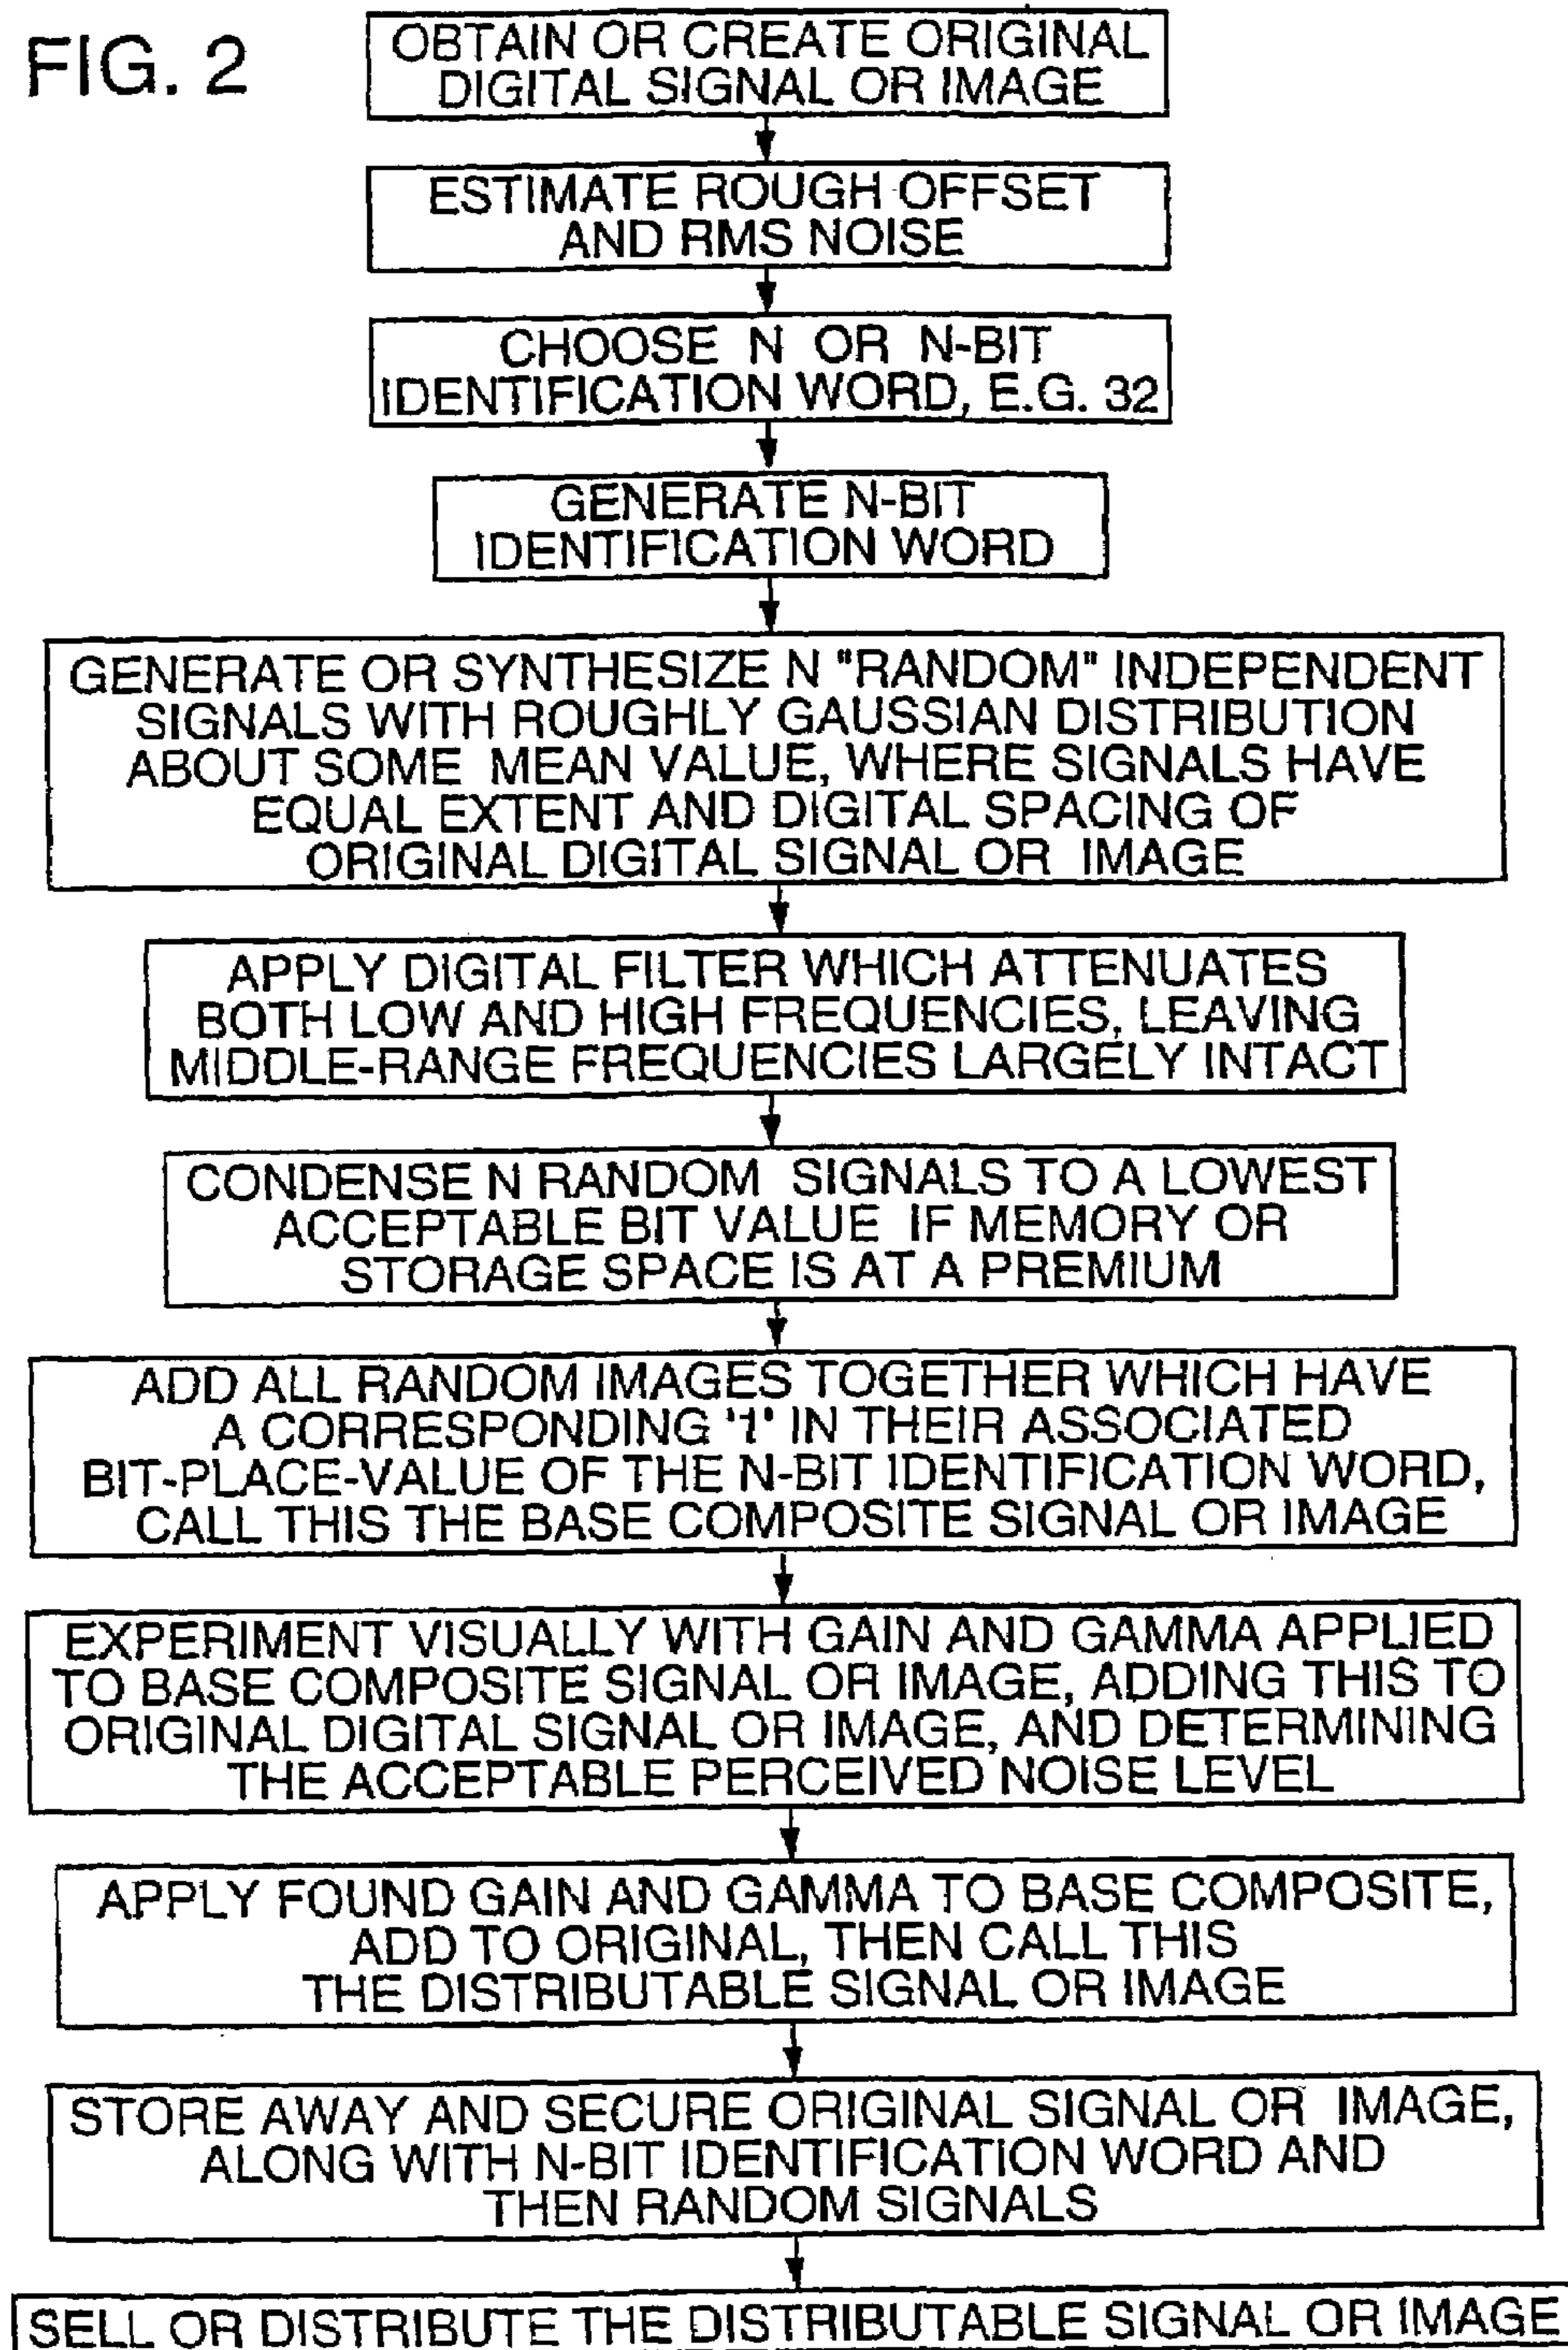 FIG. 2
OBTAIN OR CREATE ORIGINAL
DIGITAL SIGNAL OR IMAGE
ESTIMATE ROUGH OFFSET
AND RMS NOISE
CHOOSE N OR N-BIT
IDENTIFICATION WORD, E.G. 32
GENERATE N-BIT
IDENTIFICATION WORD
GENERATE OR SYNTHESIZE N "RANDOM" INDEPENDENT
SIGNALS WITH ROUGHLY GAUSSIAN DISTRIBUTION
ABOUT SOME MEAN VALUE, WHERE SIGNALS HAVE
EQUAL EXTENT AND DIGITAL SPACING OF
ORIGINAL DIGITAL SIGNAL OR IMAGE
APPLY DIGITAL FILTER WHICH ATTENUATES
BOTH LOW AND HIGH FREQUENCIES, LEAVING
MIDDLE-RANGE FREQUENCIES LARGELY INTACT
CONDENSE N RANDOM SIGNALS TO A LOWEST
ACCEPTABLE BIT VALUE IF MEMORY OR
STORAGE SPACE IS AT A PREMIUM
ADD ALL RANDOM IMAGES TOGETHER WHICH HAVE
A CORRESPONDING '1' IN THEIR ASSOCIATED
BIT-PLACE-VALUE OF THE N-BIT IDENTIFICATION WORD,
CALL THIS THE BASE COMPOSITE SIGNAL OR IMAGE
EXPERIMENT VISUALLY WITH GAIN AND GAMMA APPLIED
TO BASE COMPOSITE SIGNAL OR IMAGE, ADDING THIS TO
ORIGINAL DIGITAL SIGNAL OR IMAGE, AND DETERMINING
THE ACCEPTABLE PERCEIVED NOISE LEVEL
APPLY FOUND GAIN AND GAMMA TO BASE COMPOSITE,
ADD TO ORIGINAL, THEN CALL THIS
THE DISTRIBUTABLE SIGNAL OR IMAGE
STORE AWAY AND SECURE ORIGINAL SIGNAL OR IMAGE,
ALONG WITH N-BIT IDENTIFICATION WORD AND
THEN RANDOM SIGNALS
SELL OR DISTRIBUTE THE DISTRIBUTABLE SIGNAL OR IMAGE